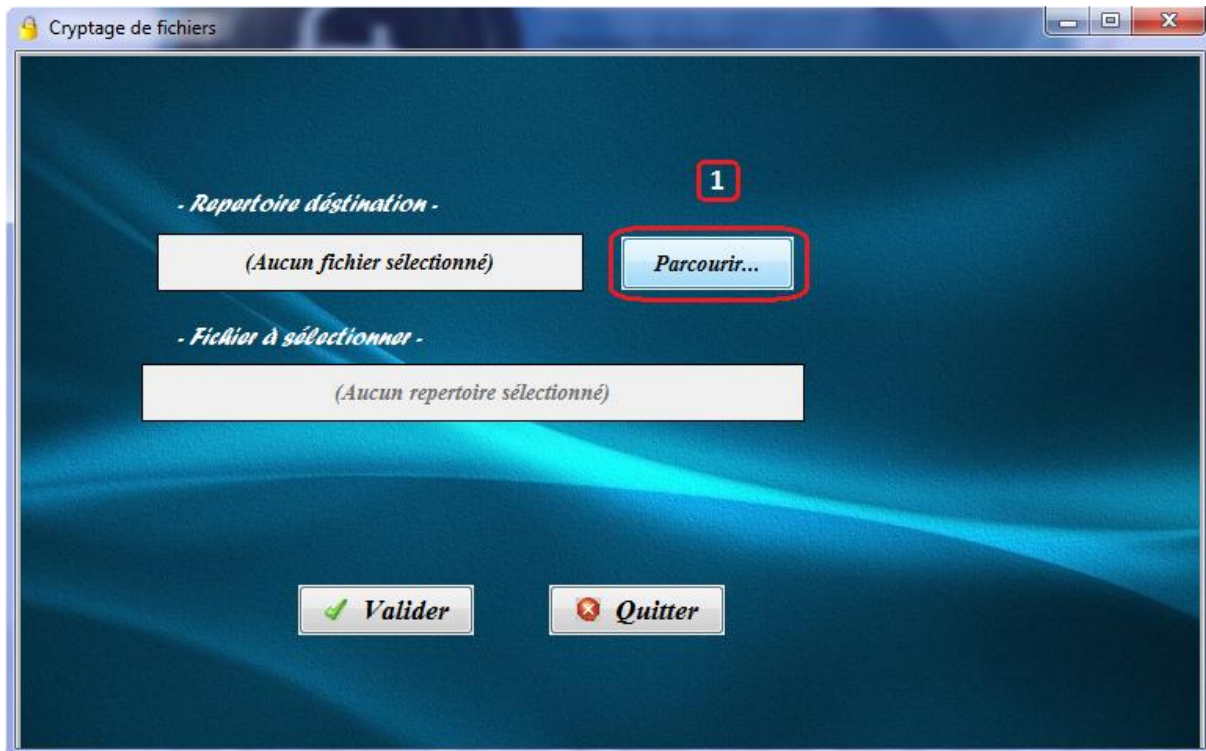 Cryptage de fichiers
1
- Repertoire déstination -
(Aucun fichier sélectionné)
Parcourir...
- Fichier à sélectionner -
(Aucun repertoire sélectionné)
Valider
Quitter